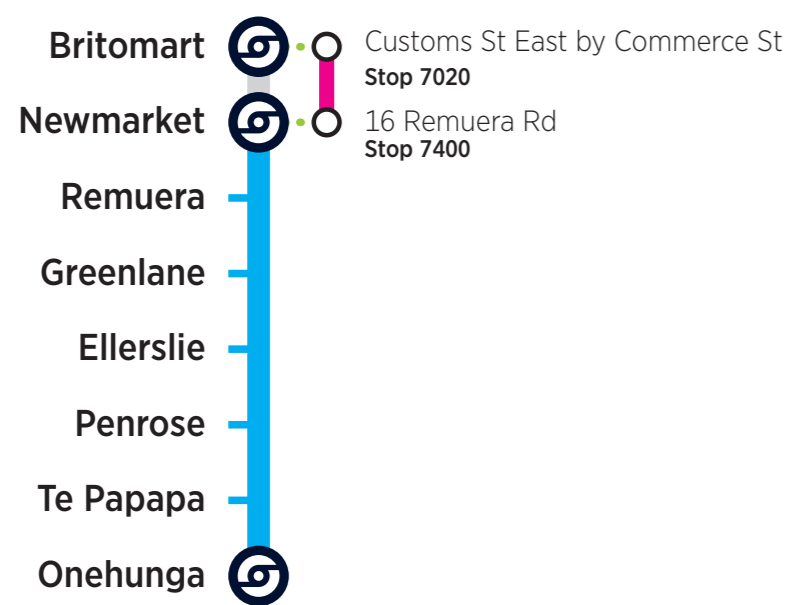 Britomart
Customs St East by Commerce St
Stop 7020
Newmarket
16 Remuera Rd
Stop 7400
Remuera
Greenlane
Ellerslie
Penrose
Te Papapa
Onehunga